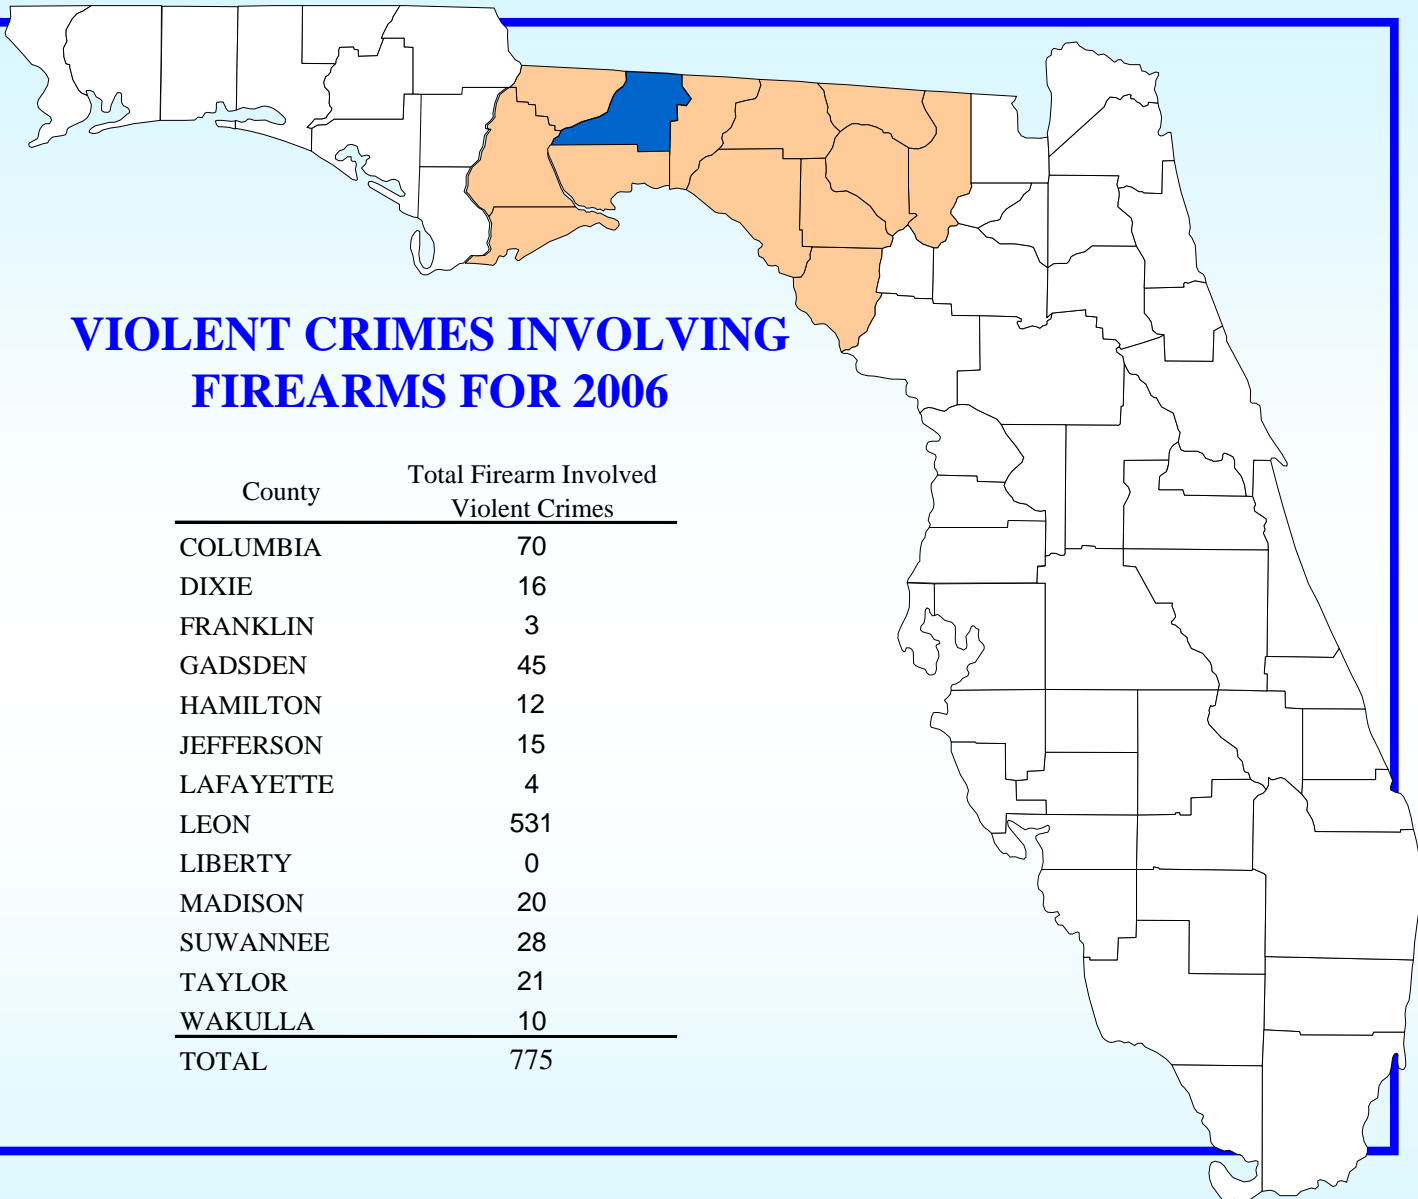 VIOLENT CRIMES INVOLVING
FIREARMS FOR 2006
County Total Firearm Involved
Violent Crimes
COLUMBIA 70
DIXIE 16
FRANKLIN 3
GADSDEN 45
HAMILTON 12
JEFFERSON 15
LAFAYETTE 4
LEON 531
LIBERTY 0
MADISON 20
SUWANNEE 28
TAYLOR 21
WAKULLA 10
TOTAL 775